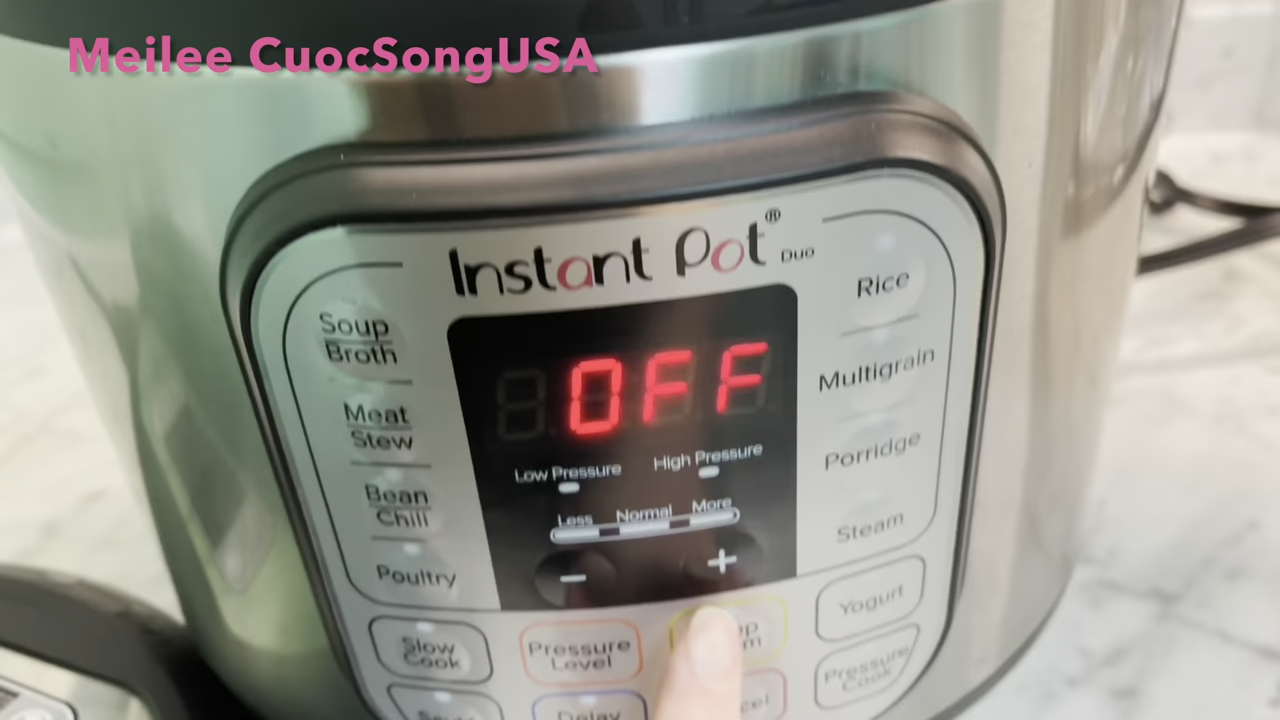 Meilee CuocSongUSA
Instant Pot® Duo
Soup
Broth
Meat
Stew
Bean
Chili
Poultry
OFF
Low Pressure
High Pressure
Less
Normal
More
−
+
Rice
Multigrain
Porridge
Steam
Slow
Cook
Pressure
Level
Yogurt
Pressure
Cook
Delay